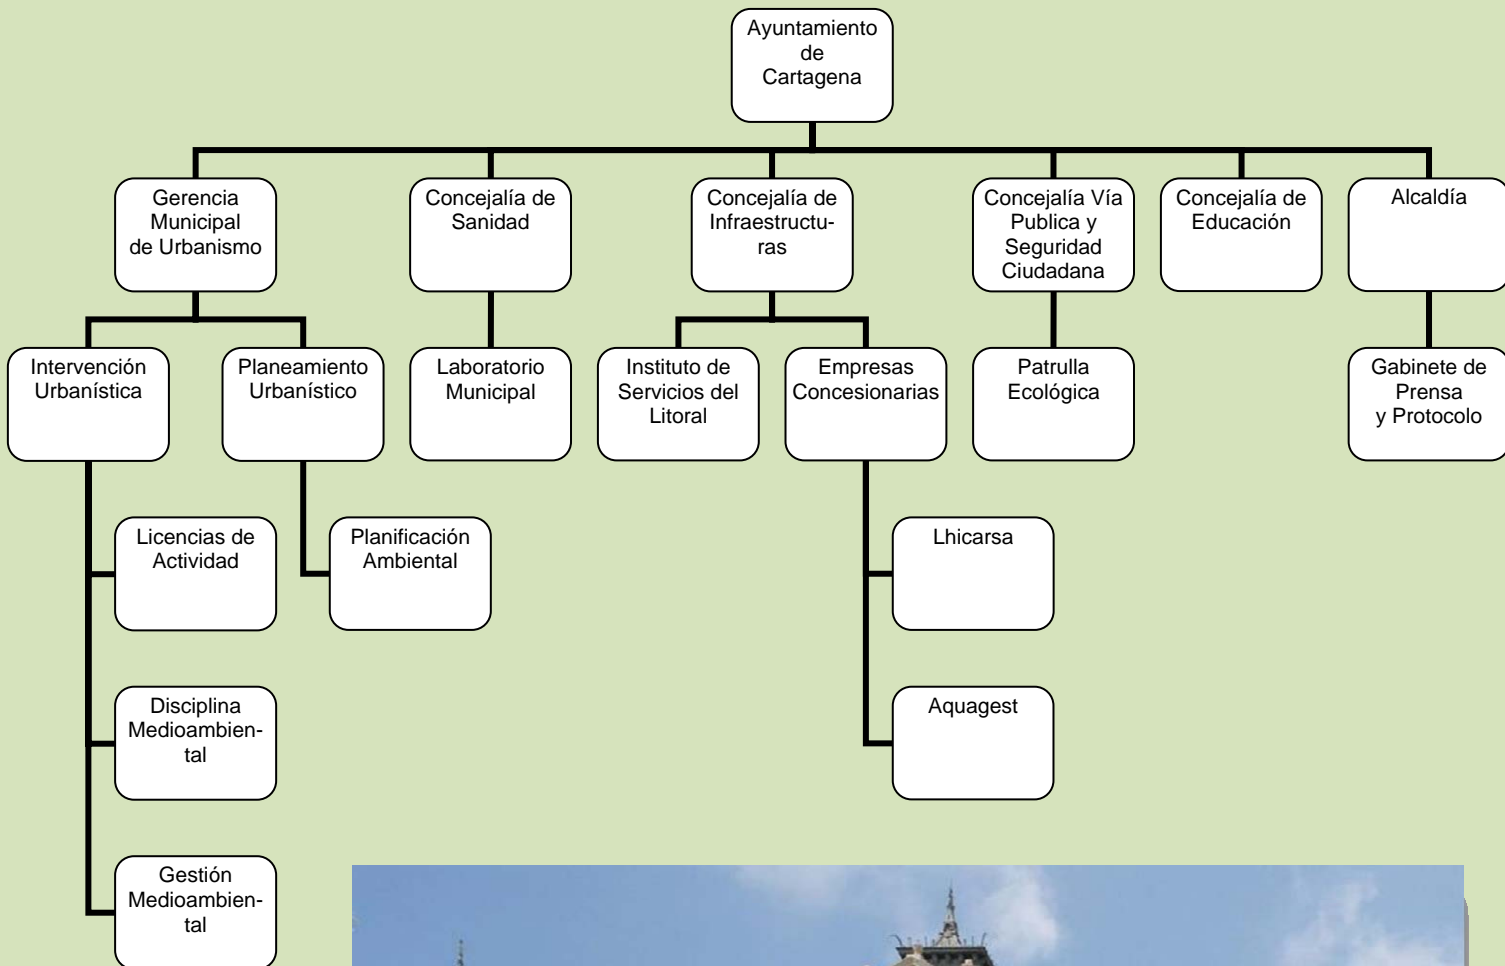 Ayuntamiento
de
Cartagena
Gerencia
Municipal
de Urbanismo
Concejalía de
Sanidad
Concejalía de
Infraestructu-
ras
Concejalía Vía
Publica y
Seguridad
Ciudadana
Concejalía de
Educación
Alcaldía
Intervención
Urbanística
Planeamiento
Urbanístico
Laboratorio
Municipal
Instituto de
Servicios del
Litoral
Empresas
Concesionarias
Patrulla
Ecológica
Gabinete de
Prensa
y Protocolo
Licencias de
Actividad
Planificación
Ambiental
Lhicarsa
Disciplina
Medioambien-
tal
Aquagest
Gestión
Medioambien-
tal